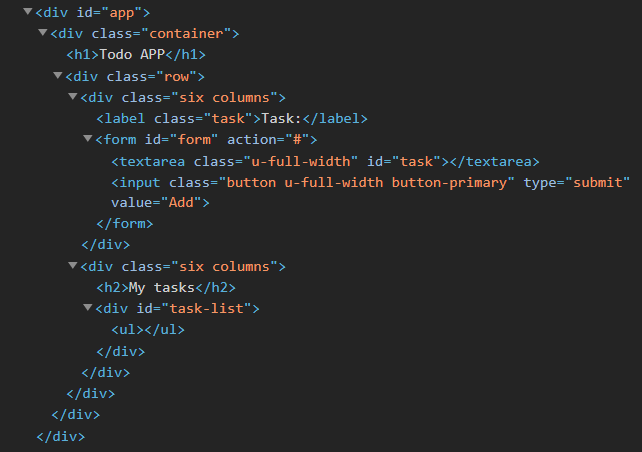 <div id="app">
<div class="container">
<h1>Todo APP</h1>
<div class="row">
<div class="six columns">
<label class="task">Task:</label>
<form id="form" action="#">
<textarea class="u-full-width" id="task"></textarea>
<input class="button u-full-width button-primary" type="submit"
value="Add">
</form>
</div>
<div class="six columns">
<h2>My tasks</h2>
<div id="task-list">
<ul></ul>
</div>
</div>
</div>
</div>
</div>